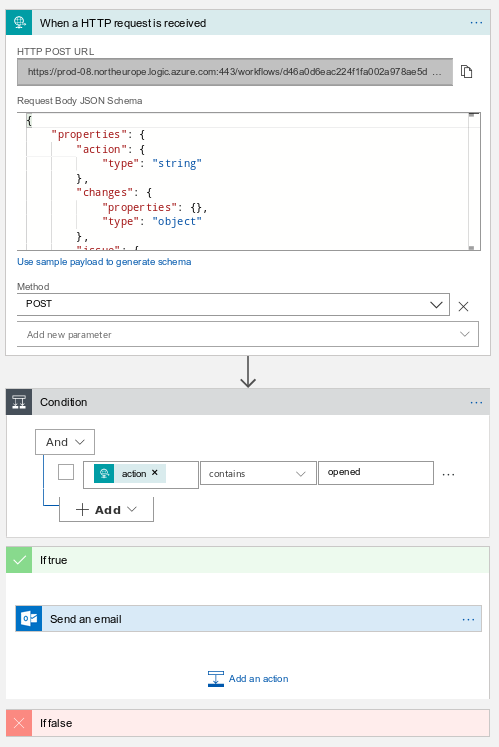 When a HTTP request is received
...
HTTP POST URL
https://prod-08.northeurope.logic.azure.com:443/workflows/d46a0d6eac224f1fa002a978ae5d ...
Request Body JSON Schema
{
"properties": {
"action": {
"type": "string"
},
"changes": {
"properties": {},
"type": "object"
},
"issue": {
Use sample payload to generate schema
Method
POST
Add new parameter
Condition
...
And
action × contains opened ...
+ Add
If true
Send an email ...
Add an action
If false